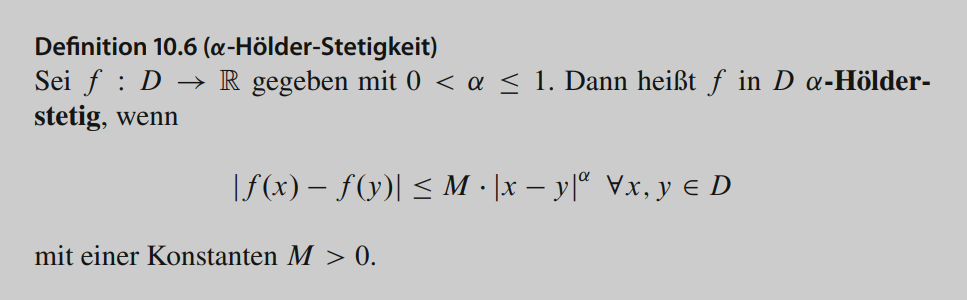 Definition 10.6 (α-Hölder-Stetigkeit)
Sei f : D → ℝ gegeben mit 0 < α ≤ 1. Dann heißt f in D α-Hölder-
stetig, wenn
|f(x) − f(y)| ≤ M · |x − y|^α ∀x, y ∈ D
mit einer Konstanten M > 0.